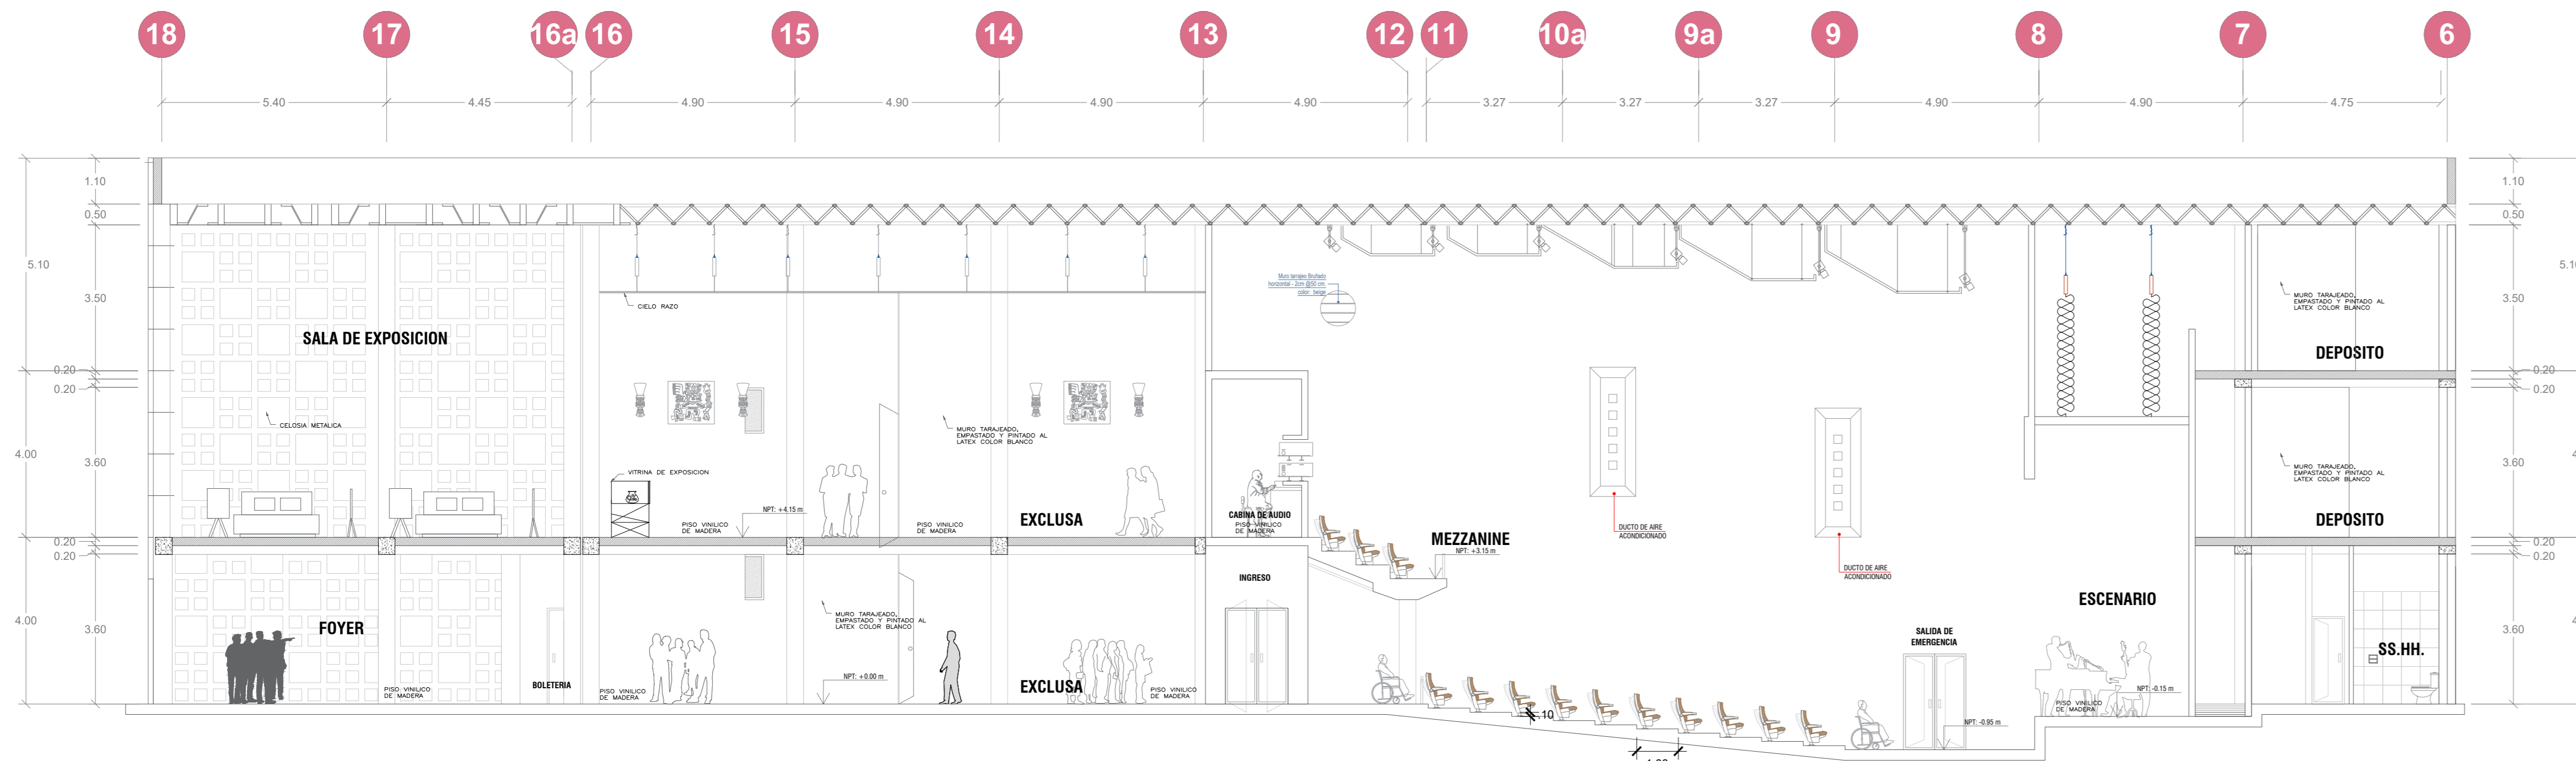 18 17 16a 16 15 14 13 12 11 10a 9a 9 8 7 6
5.40 4.45 4.90 4.90 4.90 4.90 3.27 3.27 3.27 4.90 4.90 4.75
1.10
0.50
5.10
3.50
0.20
0.20
4.00
3.60
0.20
0.20
4.00
3.60
SALA DE EXPOSICION
CELOSIA METALICA
FOYER
PISO VINILICO
DE MADERA
BOLETERIA
CIELO RAZO
VITRINA DE EXPOSICION
PISO VINILICO
DE MADERA
NPT: +4.15 m
MURO TARAJEADO,
EMPASTADO Y PINTADO AL
LATEX COLOR BLANCO
PISO VINILICO
DE MADERA
EXCLUSA
PISO VINILICO
DE MADERA
MURO TARAJEADO,
EMPASTADO Y PINTADO AL
LATEX COLOR BLANCO
NPT: +0.00 m
EXCLUSA
PISO VINILICO
DE MADERA
Muro tarrajeo Bruñado
horizontal - 2cm @50 cm.
color: beige
CABINA DE AUDIO
PISO VINILICO
DE MADERA
INGRESO
MEZZANINE
NPT: +3.15 m
DUCTO DE AIRE
ACONDICIONADO
DUCTO DE AIRE
ACONDICIONADO
.10
SALIDA DE
EMERGENCIA
NPT: -0.95 m
ESCENARIO
NPT: -0.15 m
PISO VINILICO
DE MADERA
MURO TARAJEADO,
EMPASTADO Y PINTADO AL
LATEX COLOR BLANCO
DEPOSITO
MURO TARAJEADO,
EMPASTADO Y PINTADO AL
LATEX COLOR BLANCO
DEPOSITO
SS.HH.
1.10
0.50
3.50
0.20
0.20
3.60
0.20
0.20
3.60